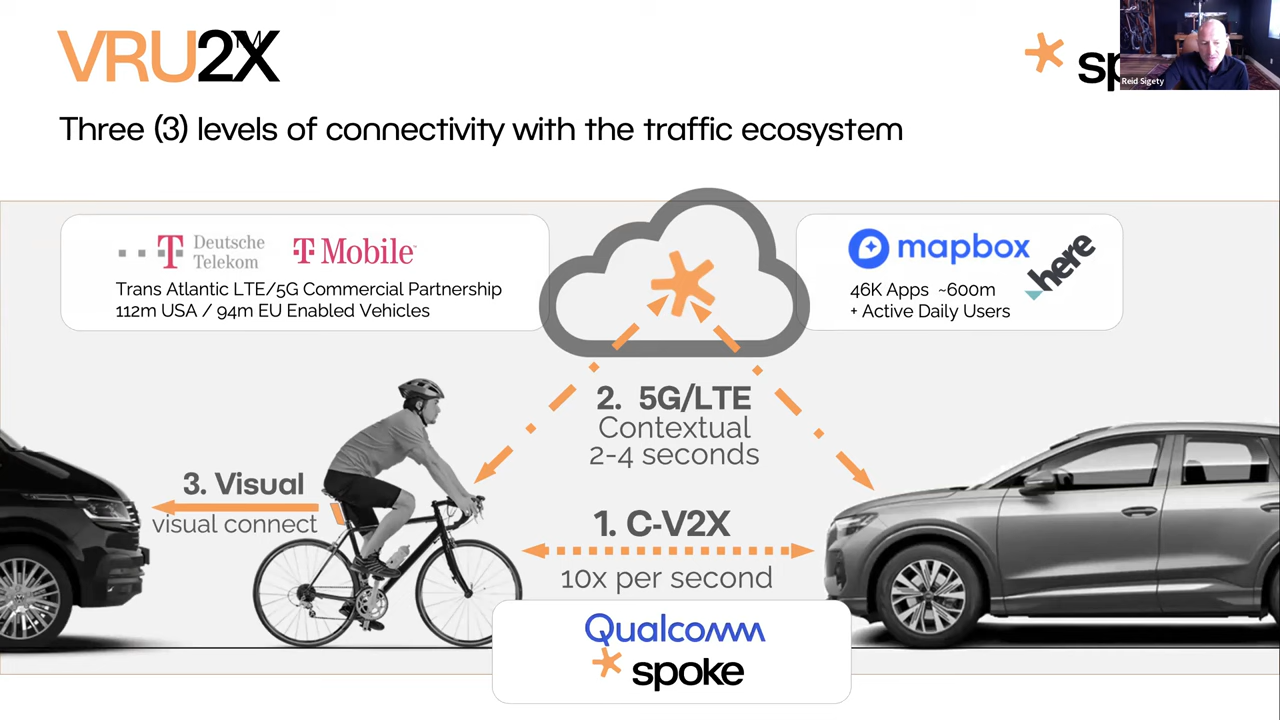 VRU2X
sp
Reid Sigety
Three (3) levels of connectivity with the traffic ecosystem
Deutsche
Telekom
T Mobile
Trans Atlantic LTE/5G Commercial Partnership
112m USA / 94m EU Enabled Vehicles
mapbox
here
46K Apps ~600m
+ Active Daily Users
2. 5G/LTE
Contextual
2-4 seconds
3. Visual
visual connect
1. C-V2X
10x per second
Qualcomm
spoke